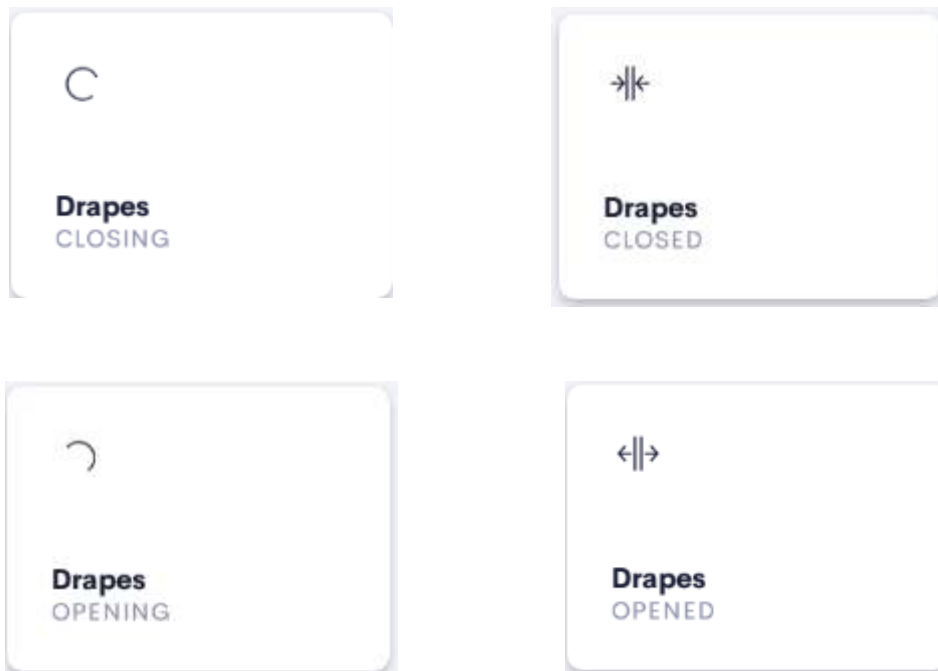 Drapes
CLOSING
Drapes
CLOSED
Drapes
OPENING
Drapes
OPENED